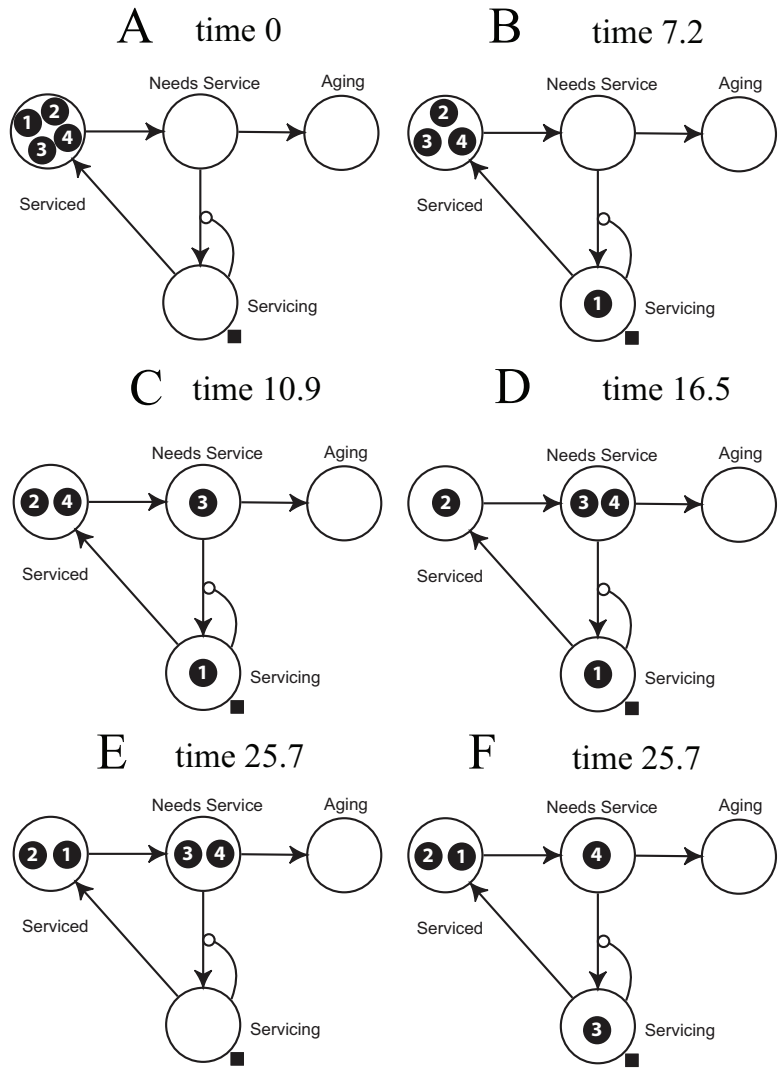 A time 0
Needs Service
Aging
1 2 3 4
Serviced
Servicing
B time 7.2
Needs Service
Aging
2
3 4
Serviced
1
Servicing
C time 10.9
Needs Service
Aging
2 4
3
Serviced
1
Servicing
D time 16.5
Needs Service
Aging
2
3 4
Serviced
1
Servicing
E time 25.7
Needs Service
Aging
2 1
3 4
Serviced
Servicing
F time 25.7
Needs Service
Aging
2 1
4
Serviced
3
Servicing